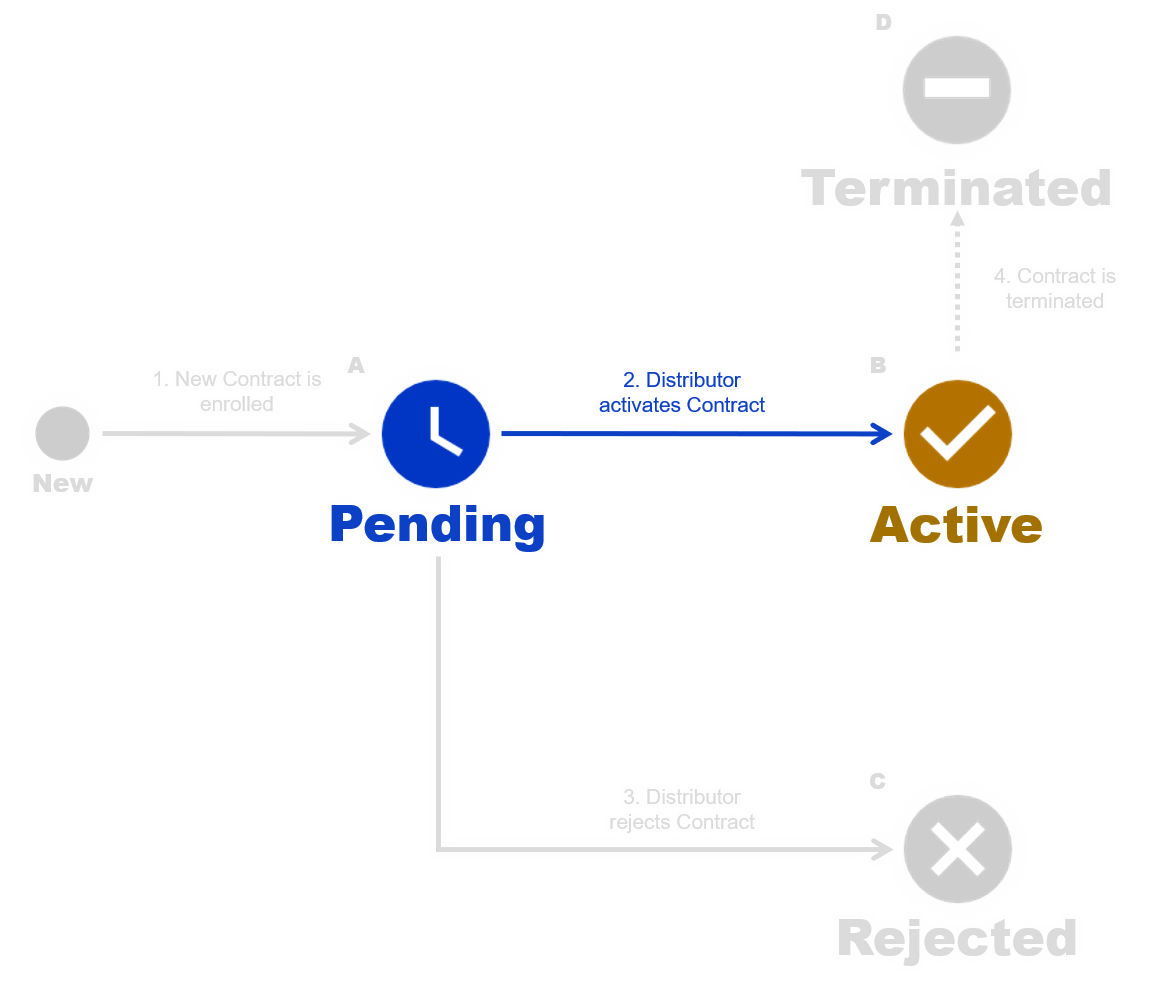 D
Terminated
4. Contract is
terminated
1. New Contract is
enrolled
A
2. Distributor
activates Contract
B
New
Pending
Active
3. Distributor
rejects Contract
C
Rejected